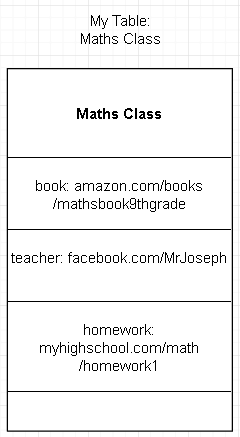 My Table:
Maths Class
Maths Class
book: amazon.com/books
/mathsbook9thgrade
teacher: facebook.com/MrJoseph
homework:
myhighschool.com/math
/homework1